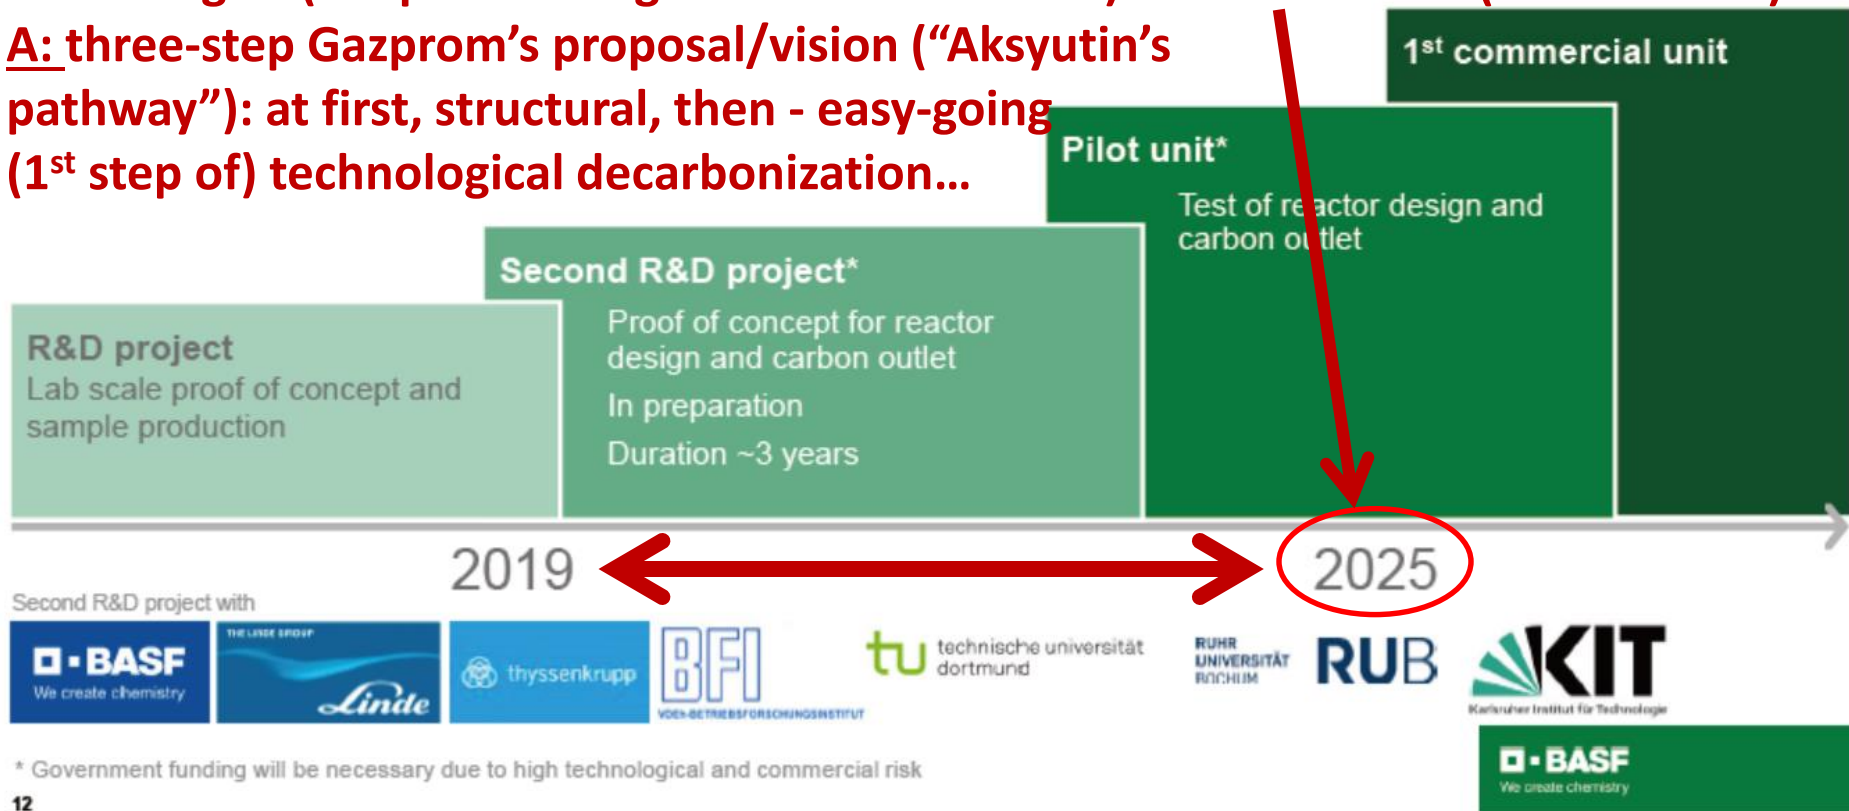 A: three-step Gazprom's proposal/vision (“Aksyutin's
pathway”): at first, structural, then - easy-going
(1st step of) technological decarbonization…
1st commercial unit
Pilot unit*
Test of reactor design and
carbon outlet
Second R&D project*
Proof of concept for reactor
design and carbon outlet
In preparation
Duration ~3 years
R&D project
Lab scale proof of concept and
sample production
2019
2025
Second R&D project with
BASF
We create chemistry
THE LINDE GROUP
Linde
thyssenkrupp
BFI
VDEh-BETRIEBSFORSCHUNGSINSTITUT
tu technische universität
dortmund
RUHR
UNIVERSITÄT
BOCHUM
RUB
KIT
Karlsruher Institut für Technologie
* Government funding will be necessary due to high technological and commercial risk
BASF
We create chemistry
12